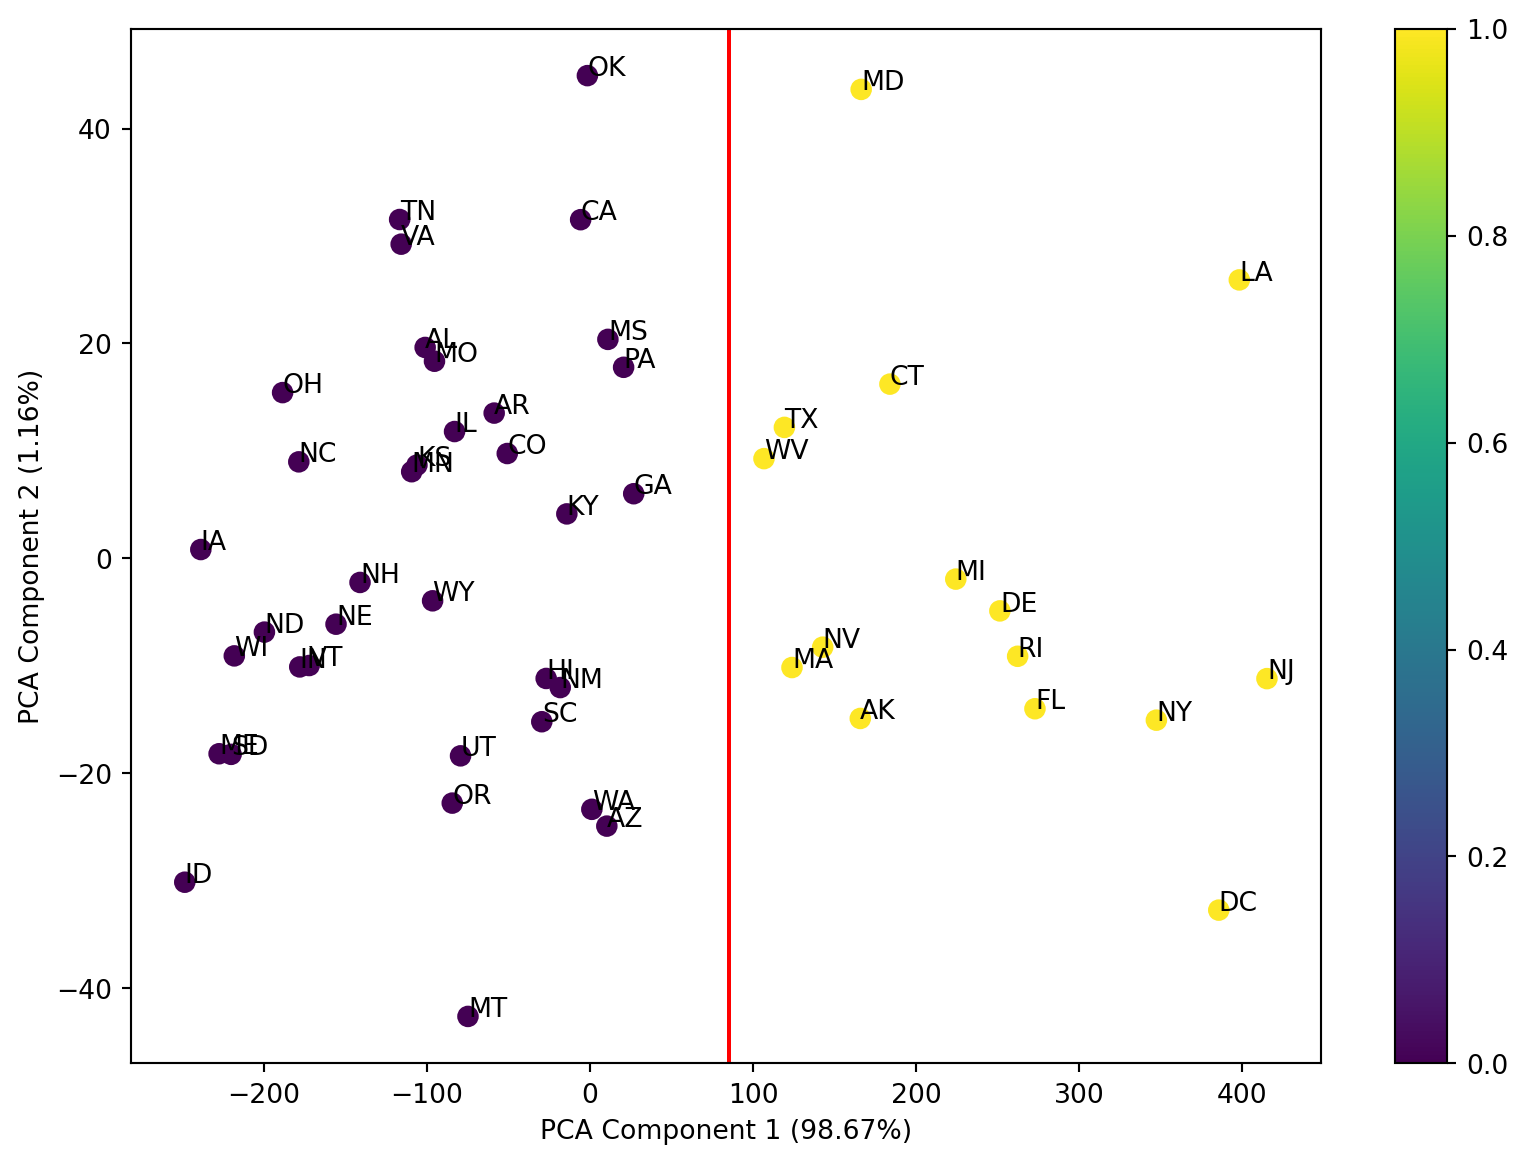 OK
MD
TN
CA
VA
LA
AL
MS
MO
PA
OH
CT
AR
TX
IL
CO
NC
WV
KS
MN
GA
KY
IA
NH
MI
WY
DE
ND
NE
NV
WI
RI
VT
IN
MA
HI
NM
NJ
SC
AK
FL
NY
ME
SD
UT
OR
WA
AZ
ID
DC
MT
40
20
0
−20
−40
PCA Component 2 (1.16%)
−200
−100
0
100
200
300
400
PCA Component 1 (98.67%)
1.0
0.8
0.6
0.4
0.2
0.0